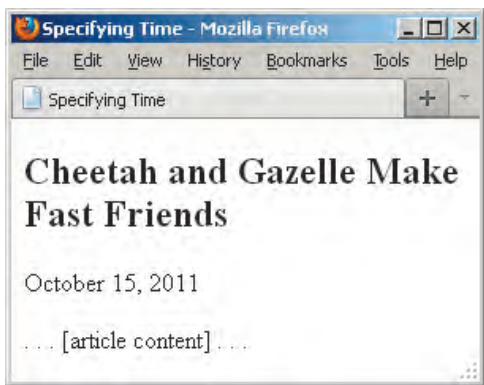 Specifying Time - Mozilla Firefox
File Edit View History Bookmarks Tools Help
Specifying Time
Cheetah and Gazelle Make
Fast Friends
October 15, 2011
. . . [article content] . . .